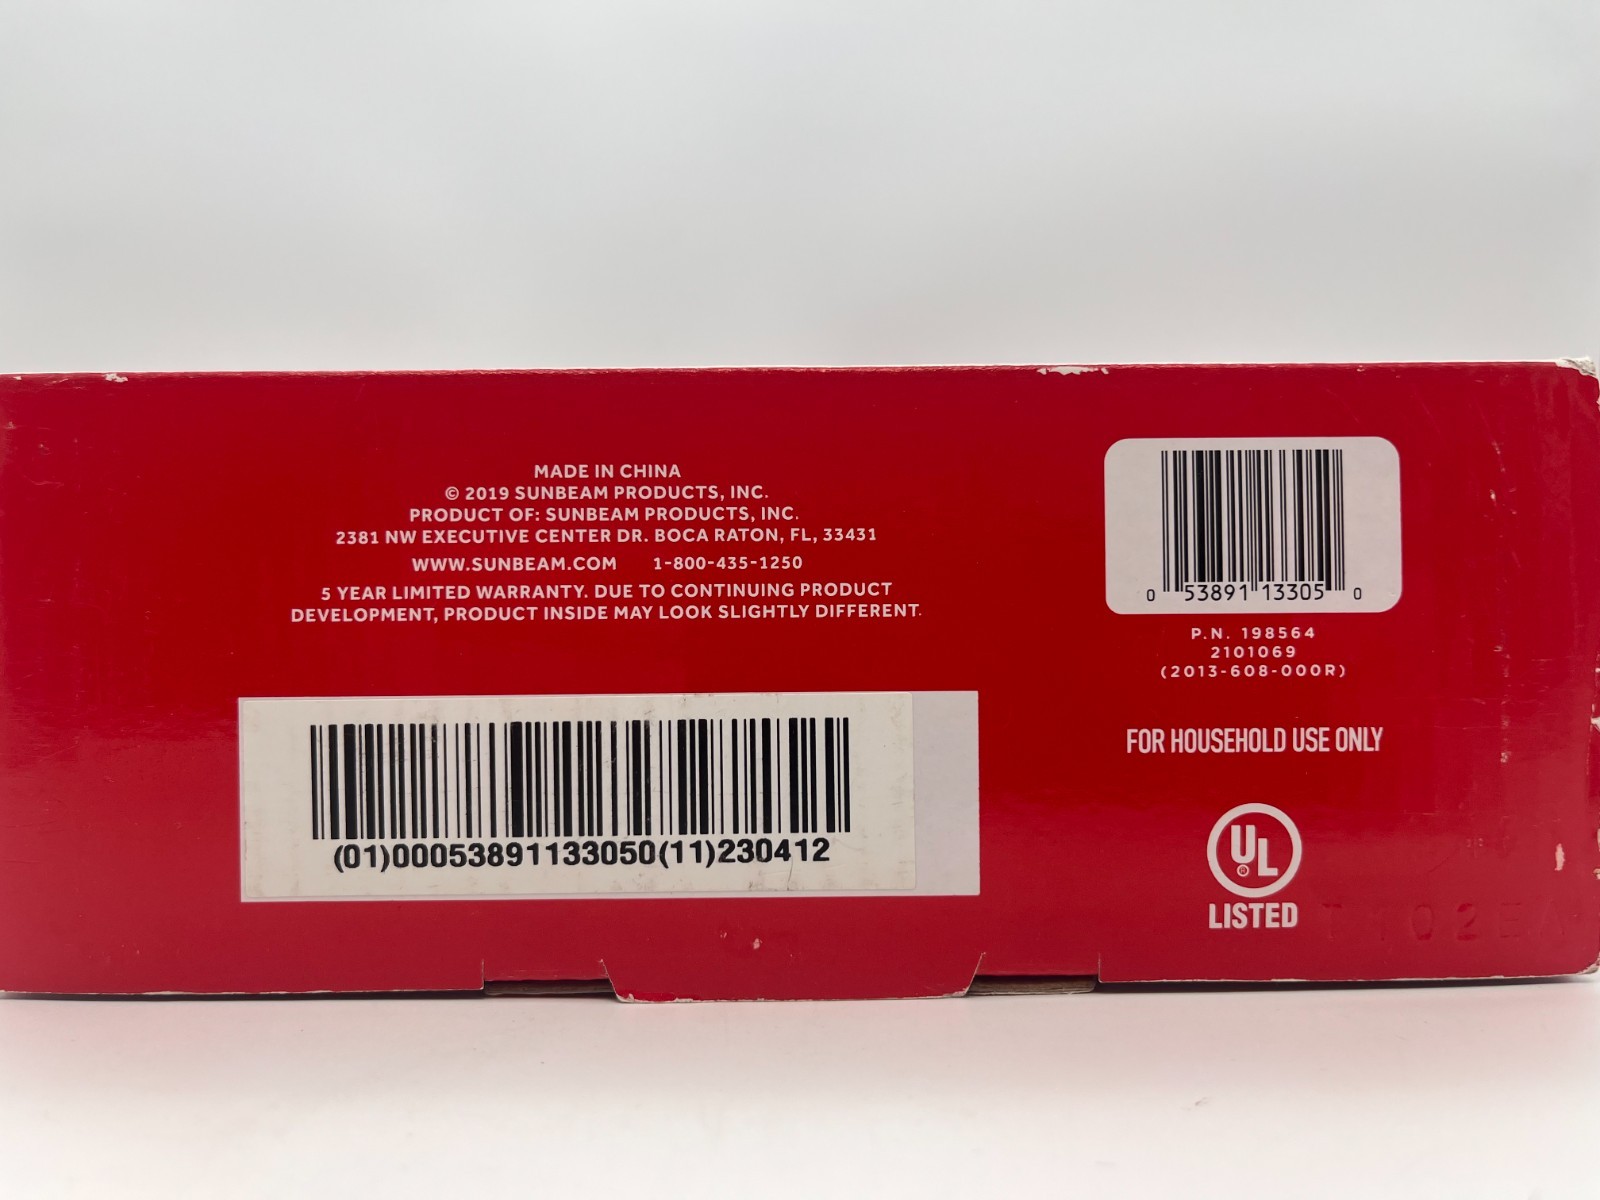 MADE IN CHINA
© 2019 SUNBEAM PRODUCTS, INC.
PRODUCT OF: SUNBEAM PRODUCTS, INC.
2381 NW EXECUTIVE CENTER DR. BOCA RATON, FL, 33431
WWW.SUNBEAM.COM 1-800-435-1250
5 YEAR LIMITED WARRANTY. DUE TO CONTINUING PRODUCT
DEVELOPMENT, PRODUCT INSIDE MAY LOOK SLIGHTLY DIFFERENT.
(01)00053891133050(11)230412
0 53891 13305 0
P.N. 198564
2101069
(2013-608-000R)
FOR HOUSEHOLD USE ONLY
UL
®
LISTED